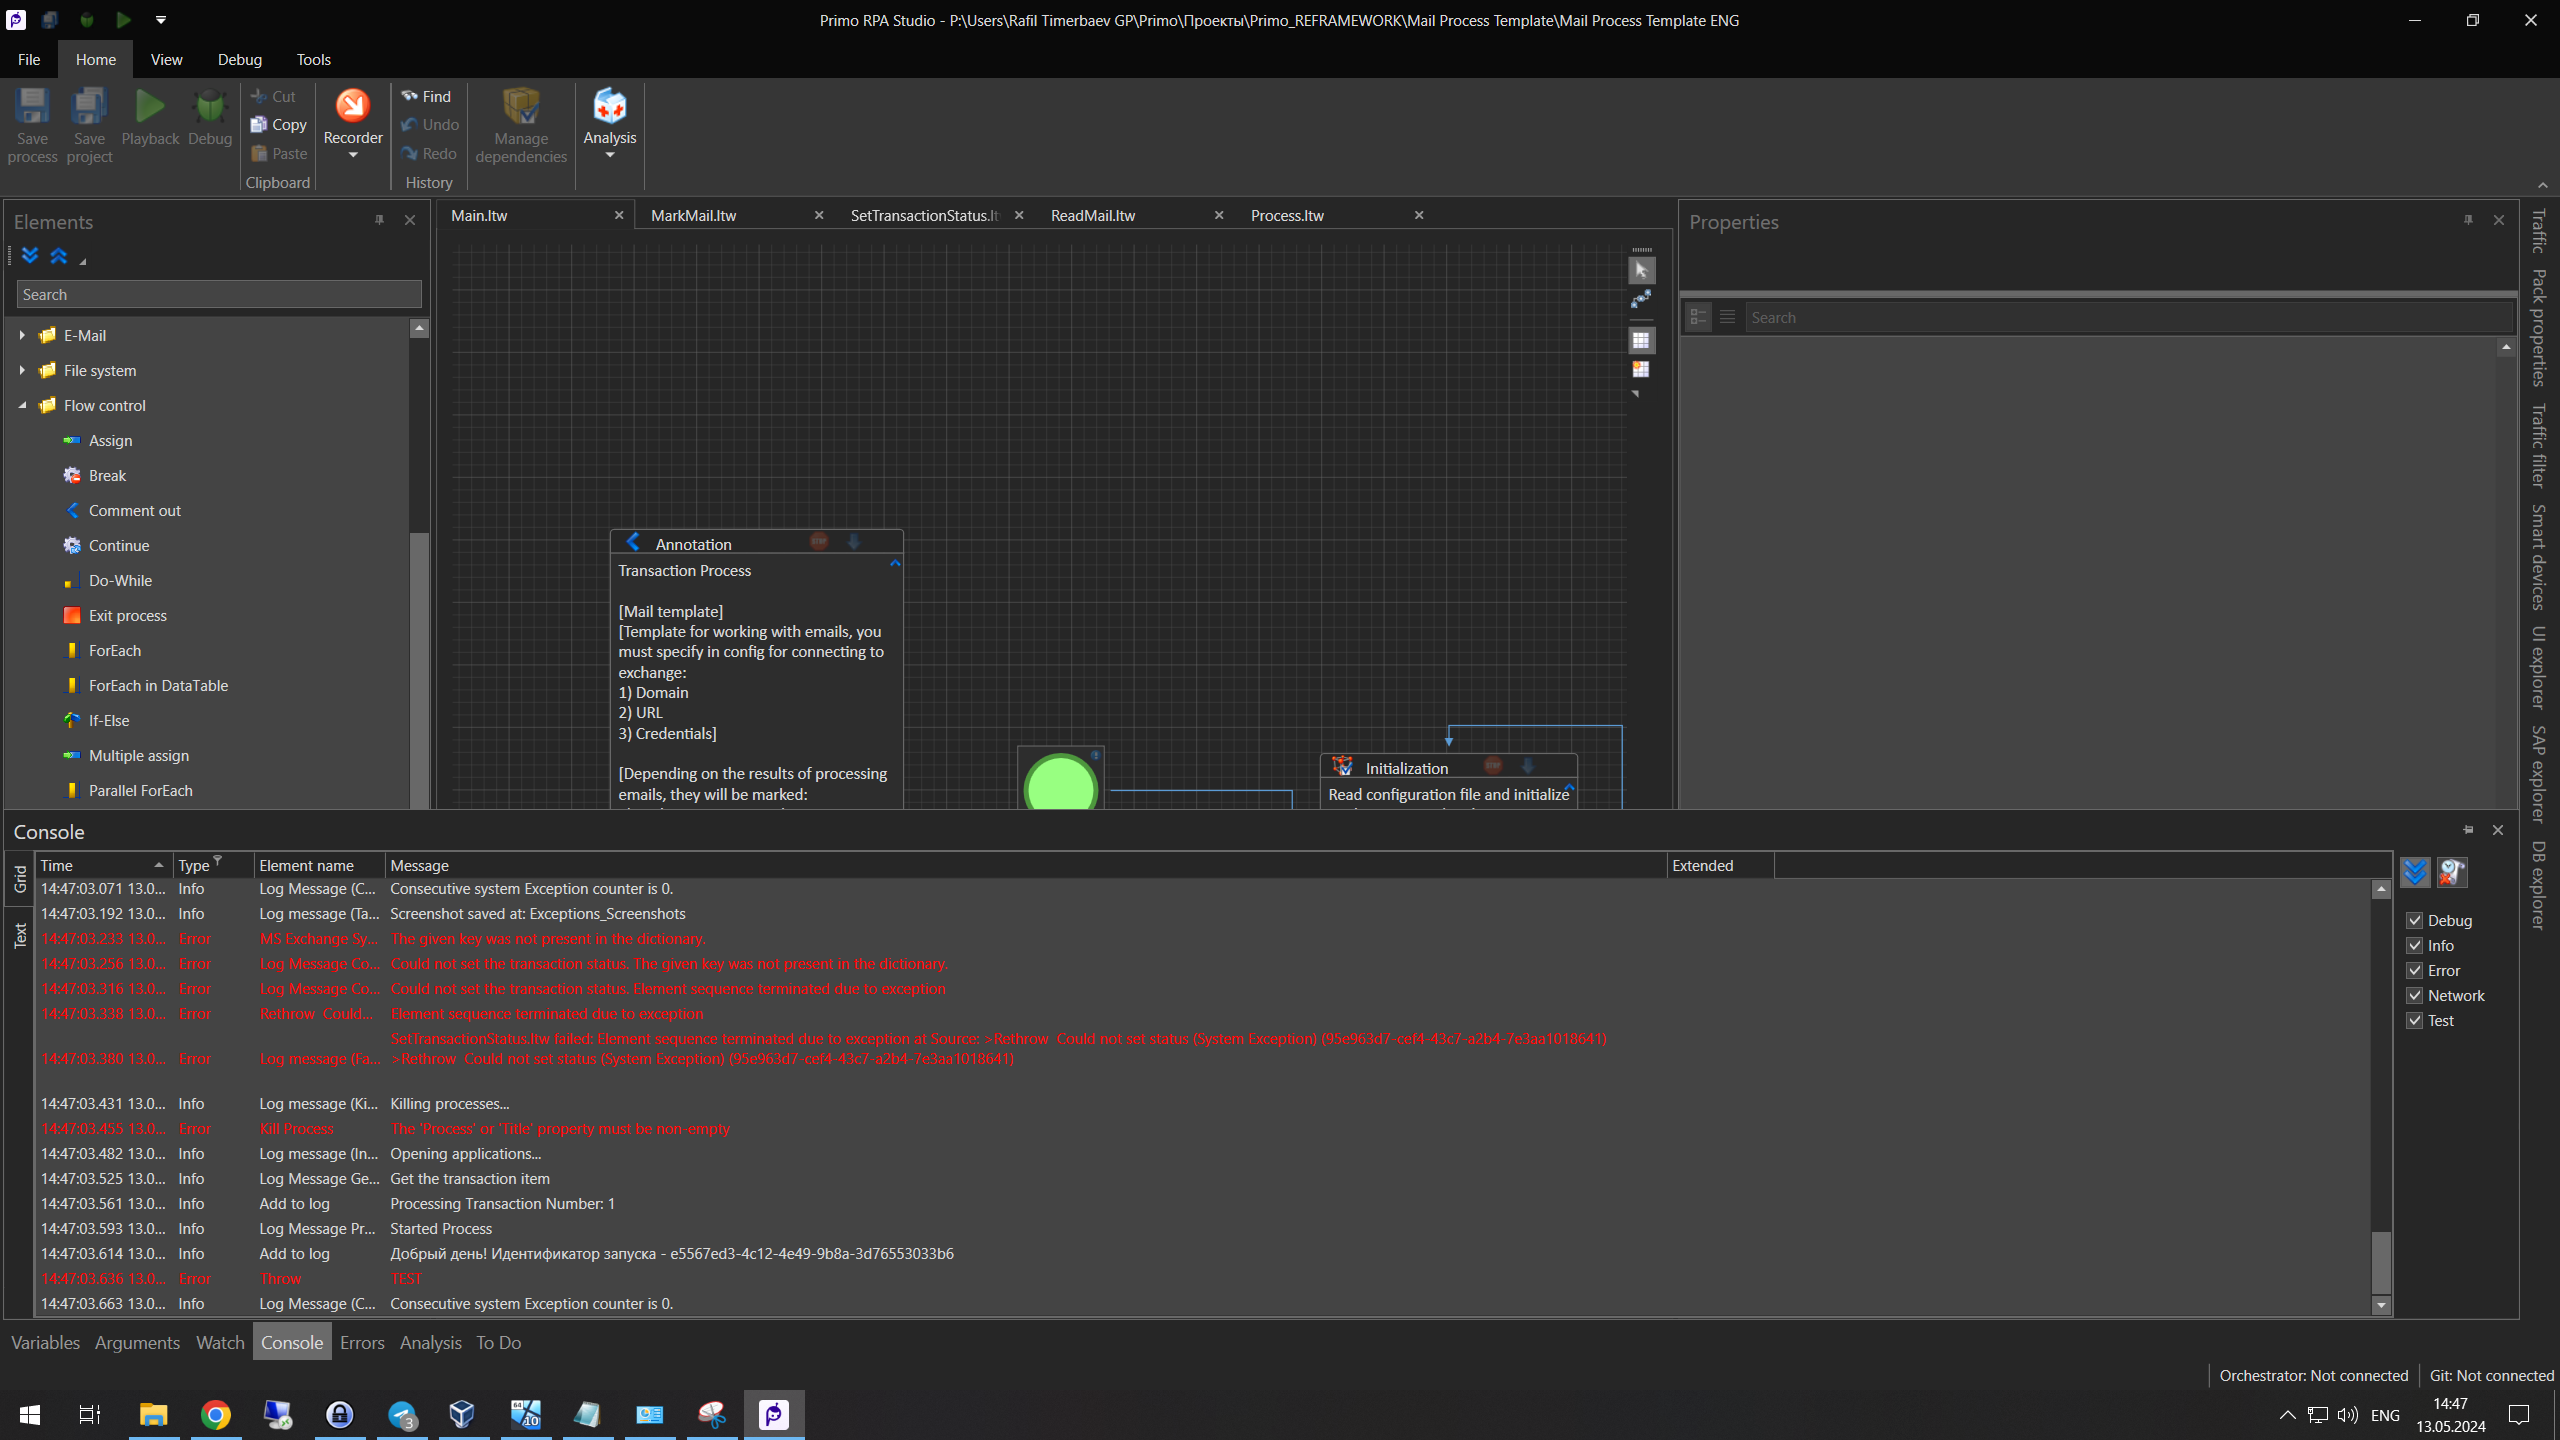 Primo RPA Studio - P:\Users\Rafil Timerbaev GP\Primo\Проекты\Primo_REFRAMEWORK\Mail Process Template\Mail Process Template ENG
File
Home
View
Debug
Tools
Save process
Save project
Playback
Debug
Cut
Copy
Paste
Clipboard
Recorder
Find
Undo
Redo
History
Manage dependencies
Analysis
Elements
Search
E-Mail
File system
Flow control
Assign
Break
Comment out
Continue
Do-While
Exit process
ForEach
ForEach in DataTable
If-Else
Multiple assign
Parallel ForEach
Main.ltw
MarkMail.ltw
SetTransactionStatus.lt
ReadMail.ltw
Process.ltw
Annotation
Transaction Process
[Mail template]
[Template for working with emails, you
must specify in config for connecting to
exchange:
1) Domain
2) URL
3) Credentials]
[Depending on the results of processing
emails, they will be marked:
Initialization
Read configuration file and initialize
Properties
Search
Traffic
Pack properties
Traffic filter
Smart devices
UI explorer
SAP explorer
DB explorer
Console
Grid
Text
Time Type Element name Message Extended
14:47:03.071 13.0... Info Log Message (C... Consecutive system Exception counter is 0.
14:47:03.192 13.0... Info Log message (Ta... Screenshot saved at: Exceptions_Screenshots
14:47:03.233 13.0... Error MS Exchange Sy... The given key was not present in the dictionary.
14:47:03.256 13.0... Error Log Message Co... Could not set the transaction status. The given key was not present in the dictionary.
14:47:03.316 13.0... Error Log Message Co... Could not set the transaction status. Element sequence terminated due to exception
14:47:03.338 13.0... Error Rethrow Could... Element sequence terminated due to exception
SetTransactionStatus.ltw failed: Element sequence terminated due to exception at Source: >Rethrow Could not set status (System Exception) (95e963d7-cef4-43c7-a2b4-7e3aa1018641)
14:47:03.380 13.0... Error Log message (Fa... >Rethrow Could not set status (System Exception) (95e963d7-cef4-43c7-a2b4-7e3aa1018641)
14:47:03.431 13.0... Info Log message (Ki... Killing processes...
14:47:03.455 13.0... Error Kill Process The 'Process' or 'Title' property must be non-empty
14:47:03.482 13.0... Info Log message (In... Opening applications...
14:47:03.525 13.0... Info Log Message Ge... Get the transaction item
14:47:03.561 13.0... Info Add to log Processing Transaction Number: 1
14:47:03.593 13.0... Info Log Message Pr... Started Process
14:47:03.614 13.0... Info Add to log Добрый день! Идентификатор запуска - e5567ed3-4c12-4e49-9b8a-3d76553033b6
14:47:03.636 13.0... Error Throw TEST
14:47:03.663 13.0... Info Log Message (C... Consecutive system Exception counter is 0.
Debug
Info
Error
Network
Test
Variables
Arguments
Watch
Console
Errors
Analysis
To Do
Orchestrator: Not connected
Git: Not connected
3
64
10
ENG
14:47
13.05.2024